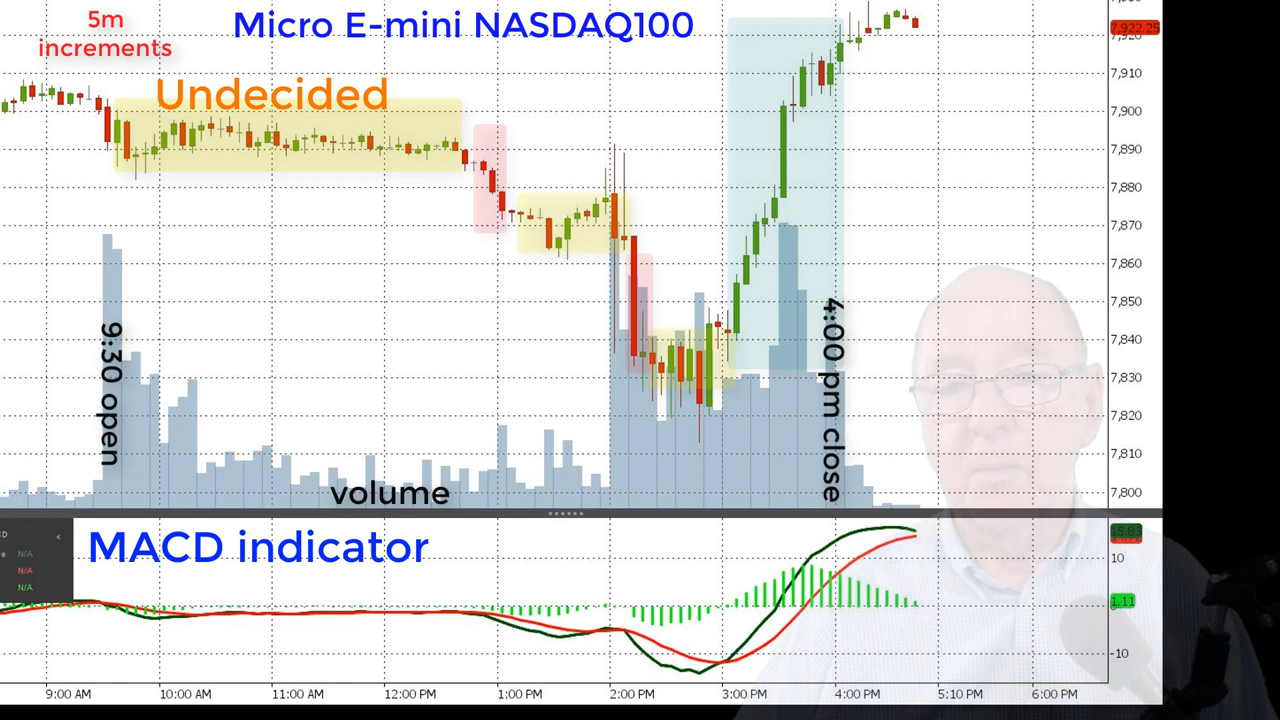 5m
increments
Micro E-mini NASDAQ100
Undecided
7,922.25
7,920
7,910
7,900
7,890
7,880
7,870
7,860
7,850
7,840
7,830
7,820
7,810
7,800
9:30 open
4:00 pm close
volume
MACD indicator
<
N/A
N/A
N/A
15.83
10
1.11
-10
9:00 AM
10:00 AM
11:00 AM
12:00 PM
1:00 PM
2:00 PM
3:00 PM
4:00 PM
5:10 PM
6:00 PM